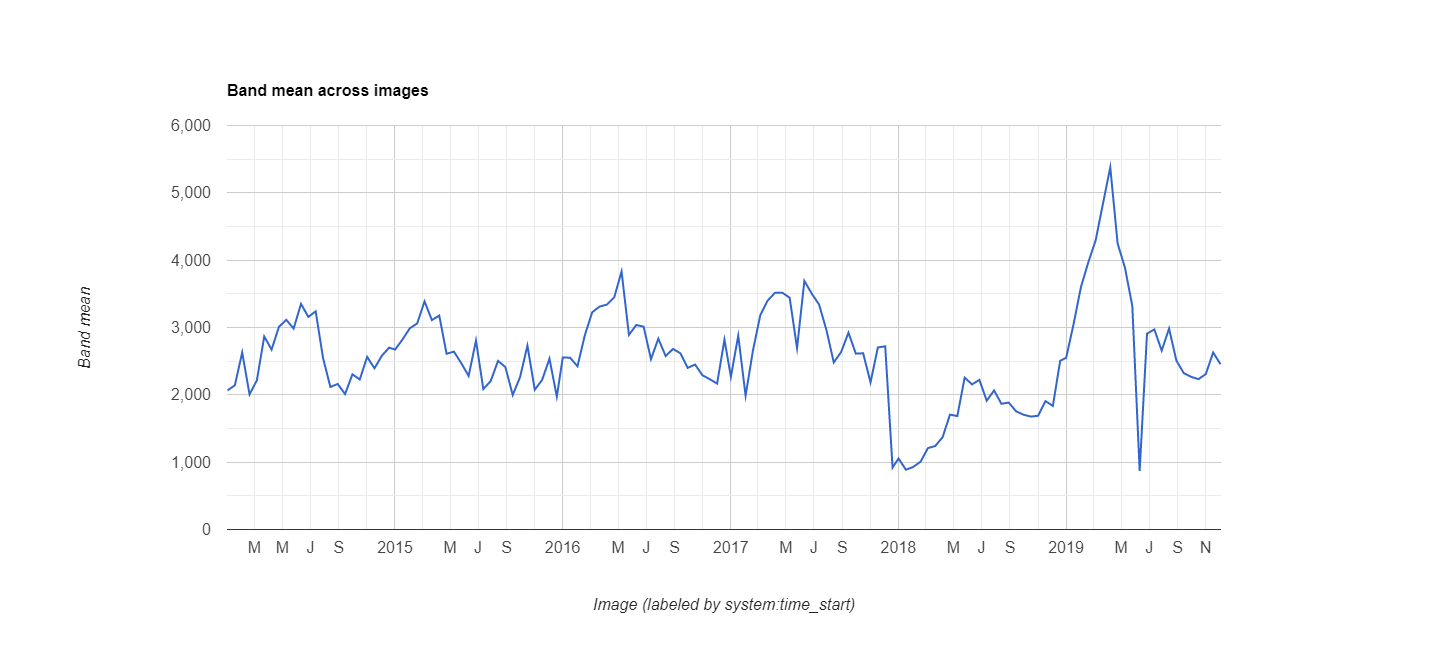 Band mean across images
6,000
5,000
4,000
3,000
2,000
1,000
0
Band mean
M M J S 2015 M J S 2016 M J S 2017 M J S 2018 M J S 2019 M J S N
Image (labeled by system:time_start)